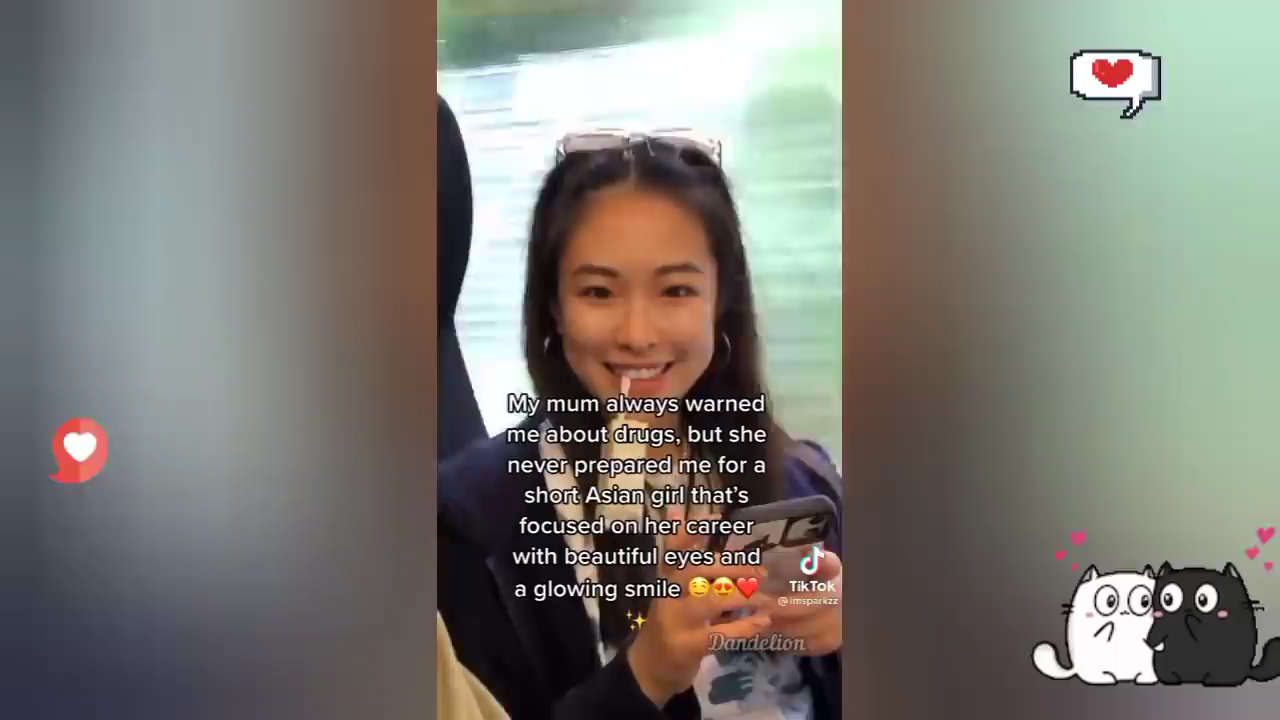 My mum always warned
me about drugs, but she
never prepared me for a
short Asian girl that's
focused on her career
with beautiful eyes and
a glowing smile 🤤😍❤️
✨
TikTok
@imsparkzz
Dandelion